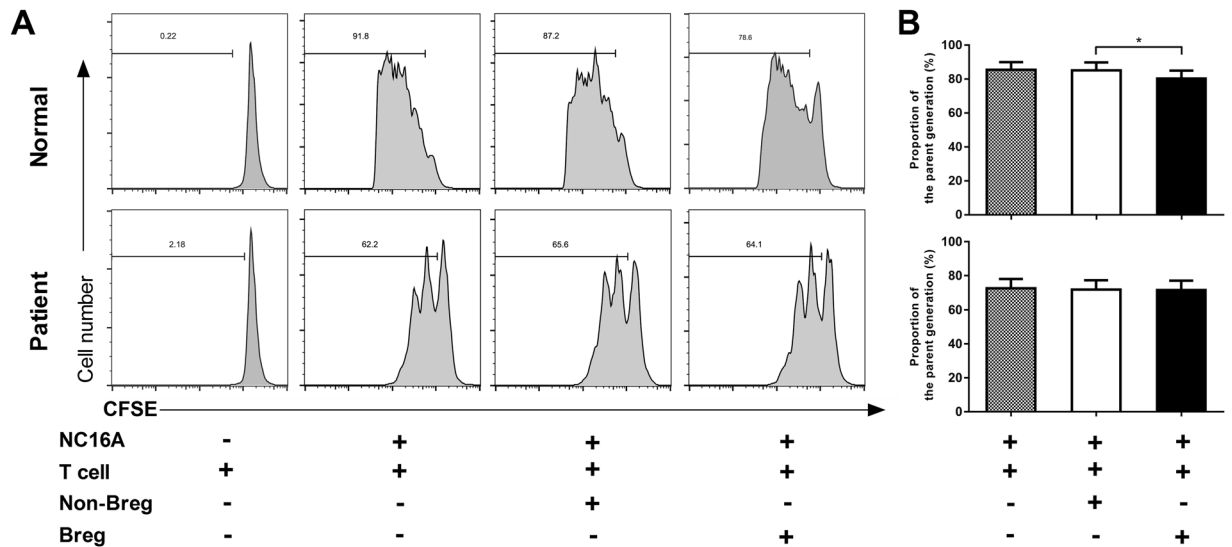 A
B
Normal
0.22
91.8
87.2
78.6
*
Proportion of
the parent generation (%)
100
80
60
40
20
0
Patient
Cell number
2.18
62.2
65.6
64.1
Proportion of
the parent generation (%)
100
80
60
40
20
0
CFSE
NC16A - + + + + + +
T cell + + + + + + +
Non-Breg - - + - - + -
Breg - - - + - - +